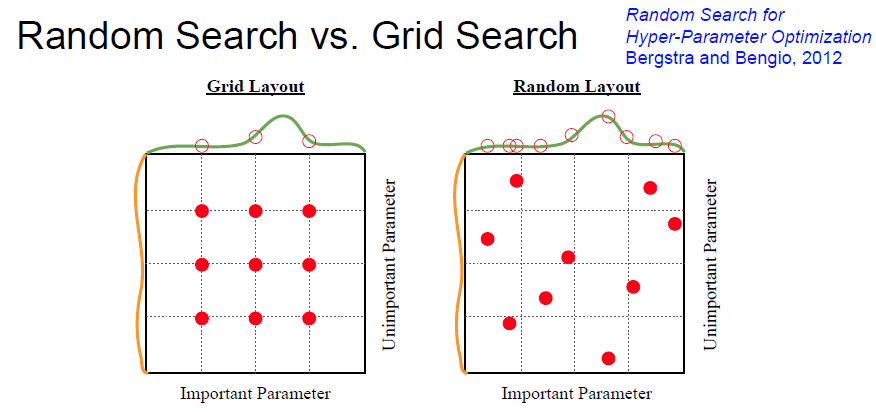 Random Search vs. Grid Search
Random Search for
Hyper-Parameter Optimization
Bergstra and Bengio, 2012
Grid Layout
Unimportant Parameter
Important Parameter
Random Layout
Unimportant Parameter
Important Parameter